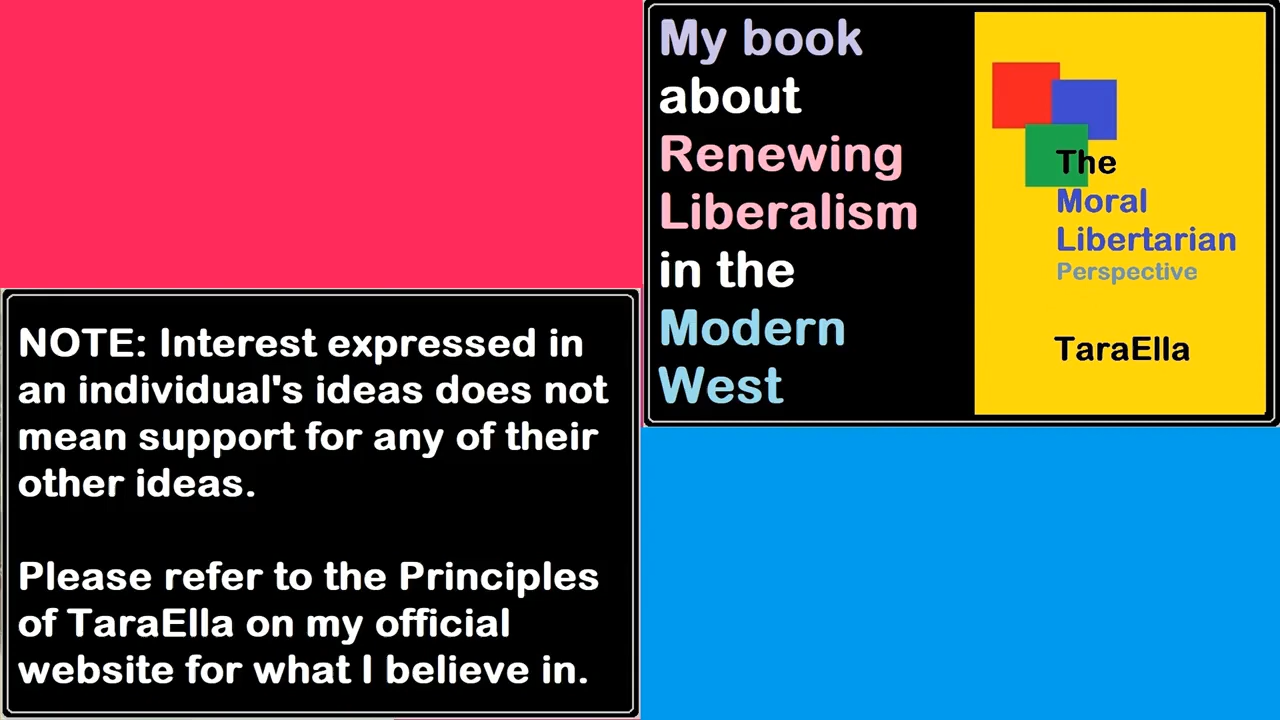 My book
about
Renewing
Liberalism
in the
Modern
West
The
Moral
Libertarian
Perspective
TaraElla
NOTE: Interest expressed in
an individual's ideas does not
mean support for any of their
other ideas.
Please refer to the Principles
of TaraElla on my official
website for what I believe in.